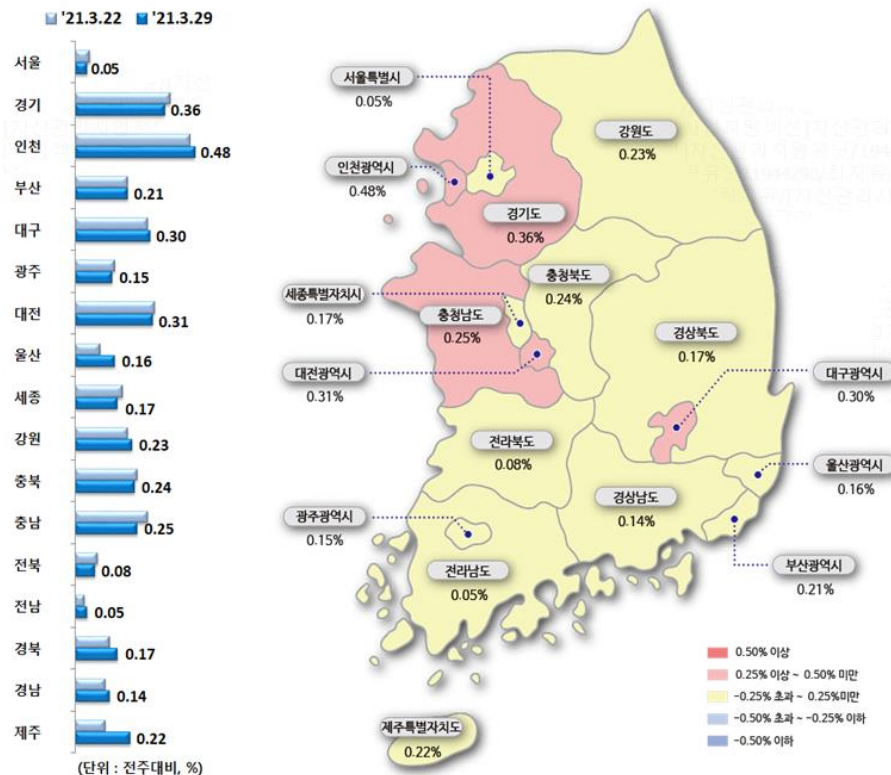 '21.3.22 '21.3.29
서울 0.05
경기 0.36
인천 0.48
부산 0.21
대구 0.30
광주 0.15
대전 0.31
울산 0.16
세종 0.17
강원 0.23
충북 0.24
충남 0.25
전북 0.08
전남 0.05
경북 0.17
경남 0.14
제주 0.22
(단위 : 전주대비, %)
서울특별시
0.05%
강원도
0.23%
인천광역시
0.48%
경기도
0.36%
충청북도
0.24%
세종특별자치시
0.17%
충청남도
0.25%
경상북도
0.17%
대전광역시
0.31%
대구광역시
0.30%
전라북도
0.08%
울산광역시
0.16%
경상남도
0.14%
광주광역시
0.15%
부산광역시
0.21%
전라남도
0.05%
제주특별자치도
0.22%
0.50% 이상
0.25% 이상 ~ 0.50% 미만
-0.25% 초과 ~ 0.25%미만
-0.50% 초과 ~ -0.25% 이하
-0.50% 이하